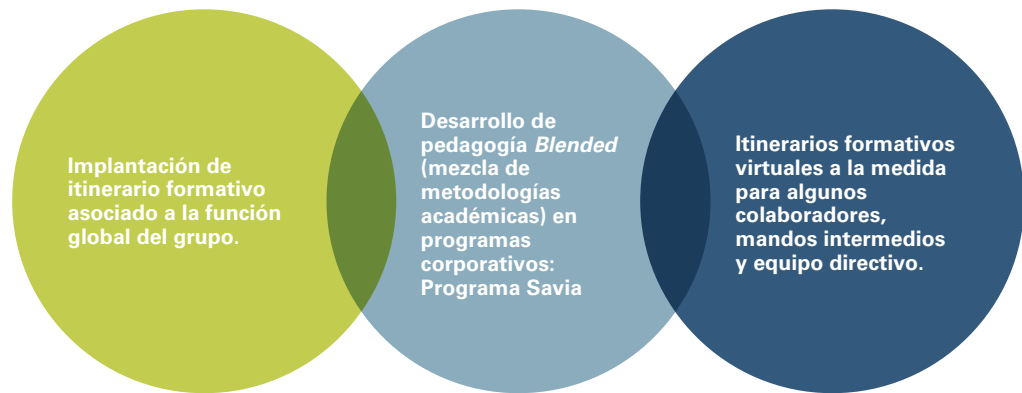 Implantación de
itinerario formativo
asociado a la función
global del grupo.
Desarrollo de
pedagogía Blended
(mezcla de
metodologías
académicas) en
programas
corporativos:
Programa Savia
Itinerarios formativos
virtuales a la medida
para algunos
colaboradores,
mandos intermedios
y equipo directivo.